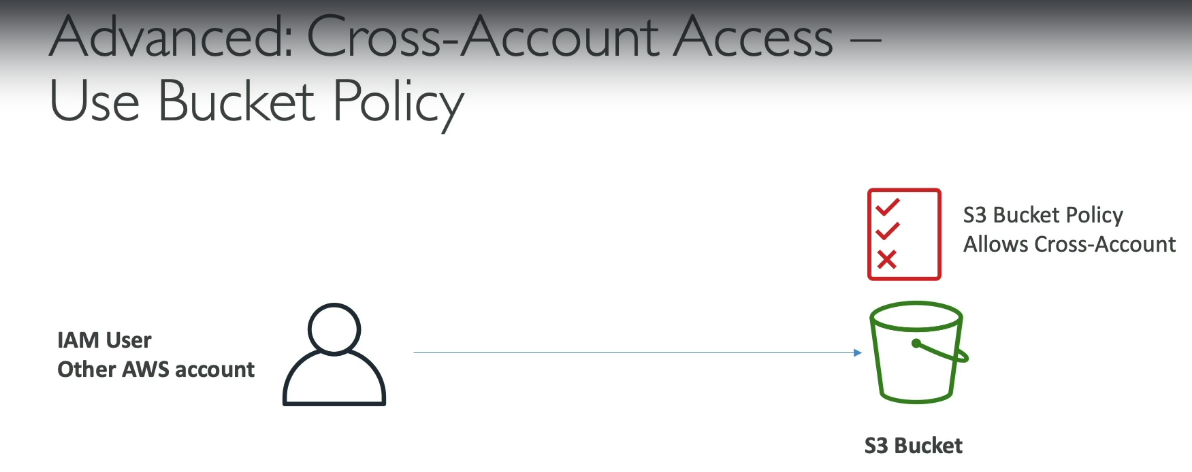 Advanced: Cross-Account Access –
Use Bucket Policy
S3 Bucket Policy
Allows Cross-Account
IAM User
Other AWS account
S3 Bucket